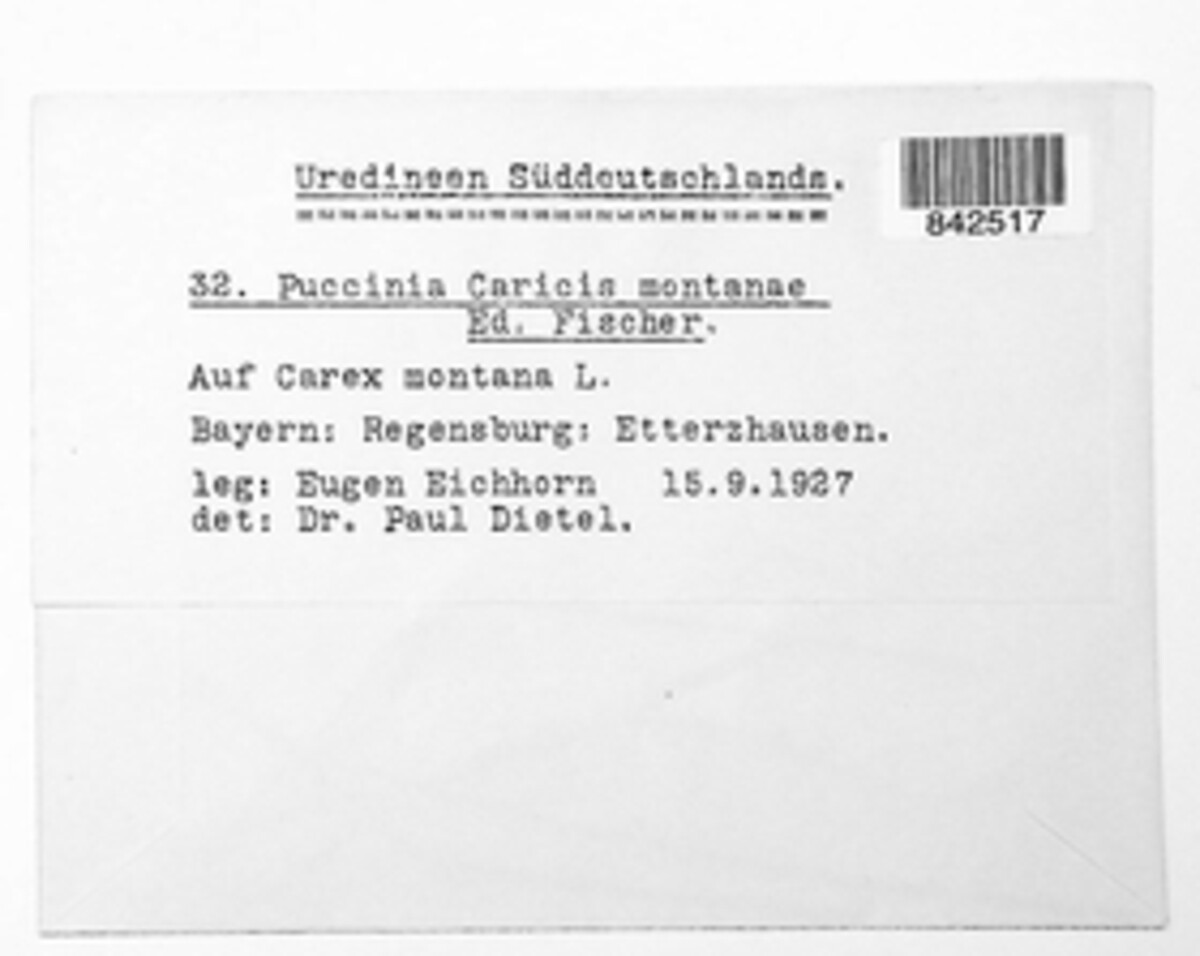 Uredineen Süddeutschlands.
842517
32. Puccinia Caricis montanae
Ed. Fischer.
Auf Carex montana L.
Bayern: Regensburg: Etterzhausen.
leg: Eugen Eichhorn 15.9.1927
det: Dr. Paul Dietel.